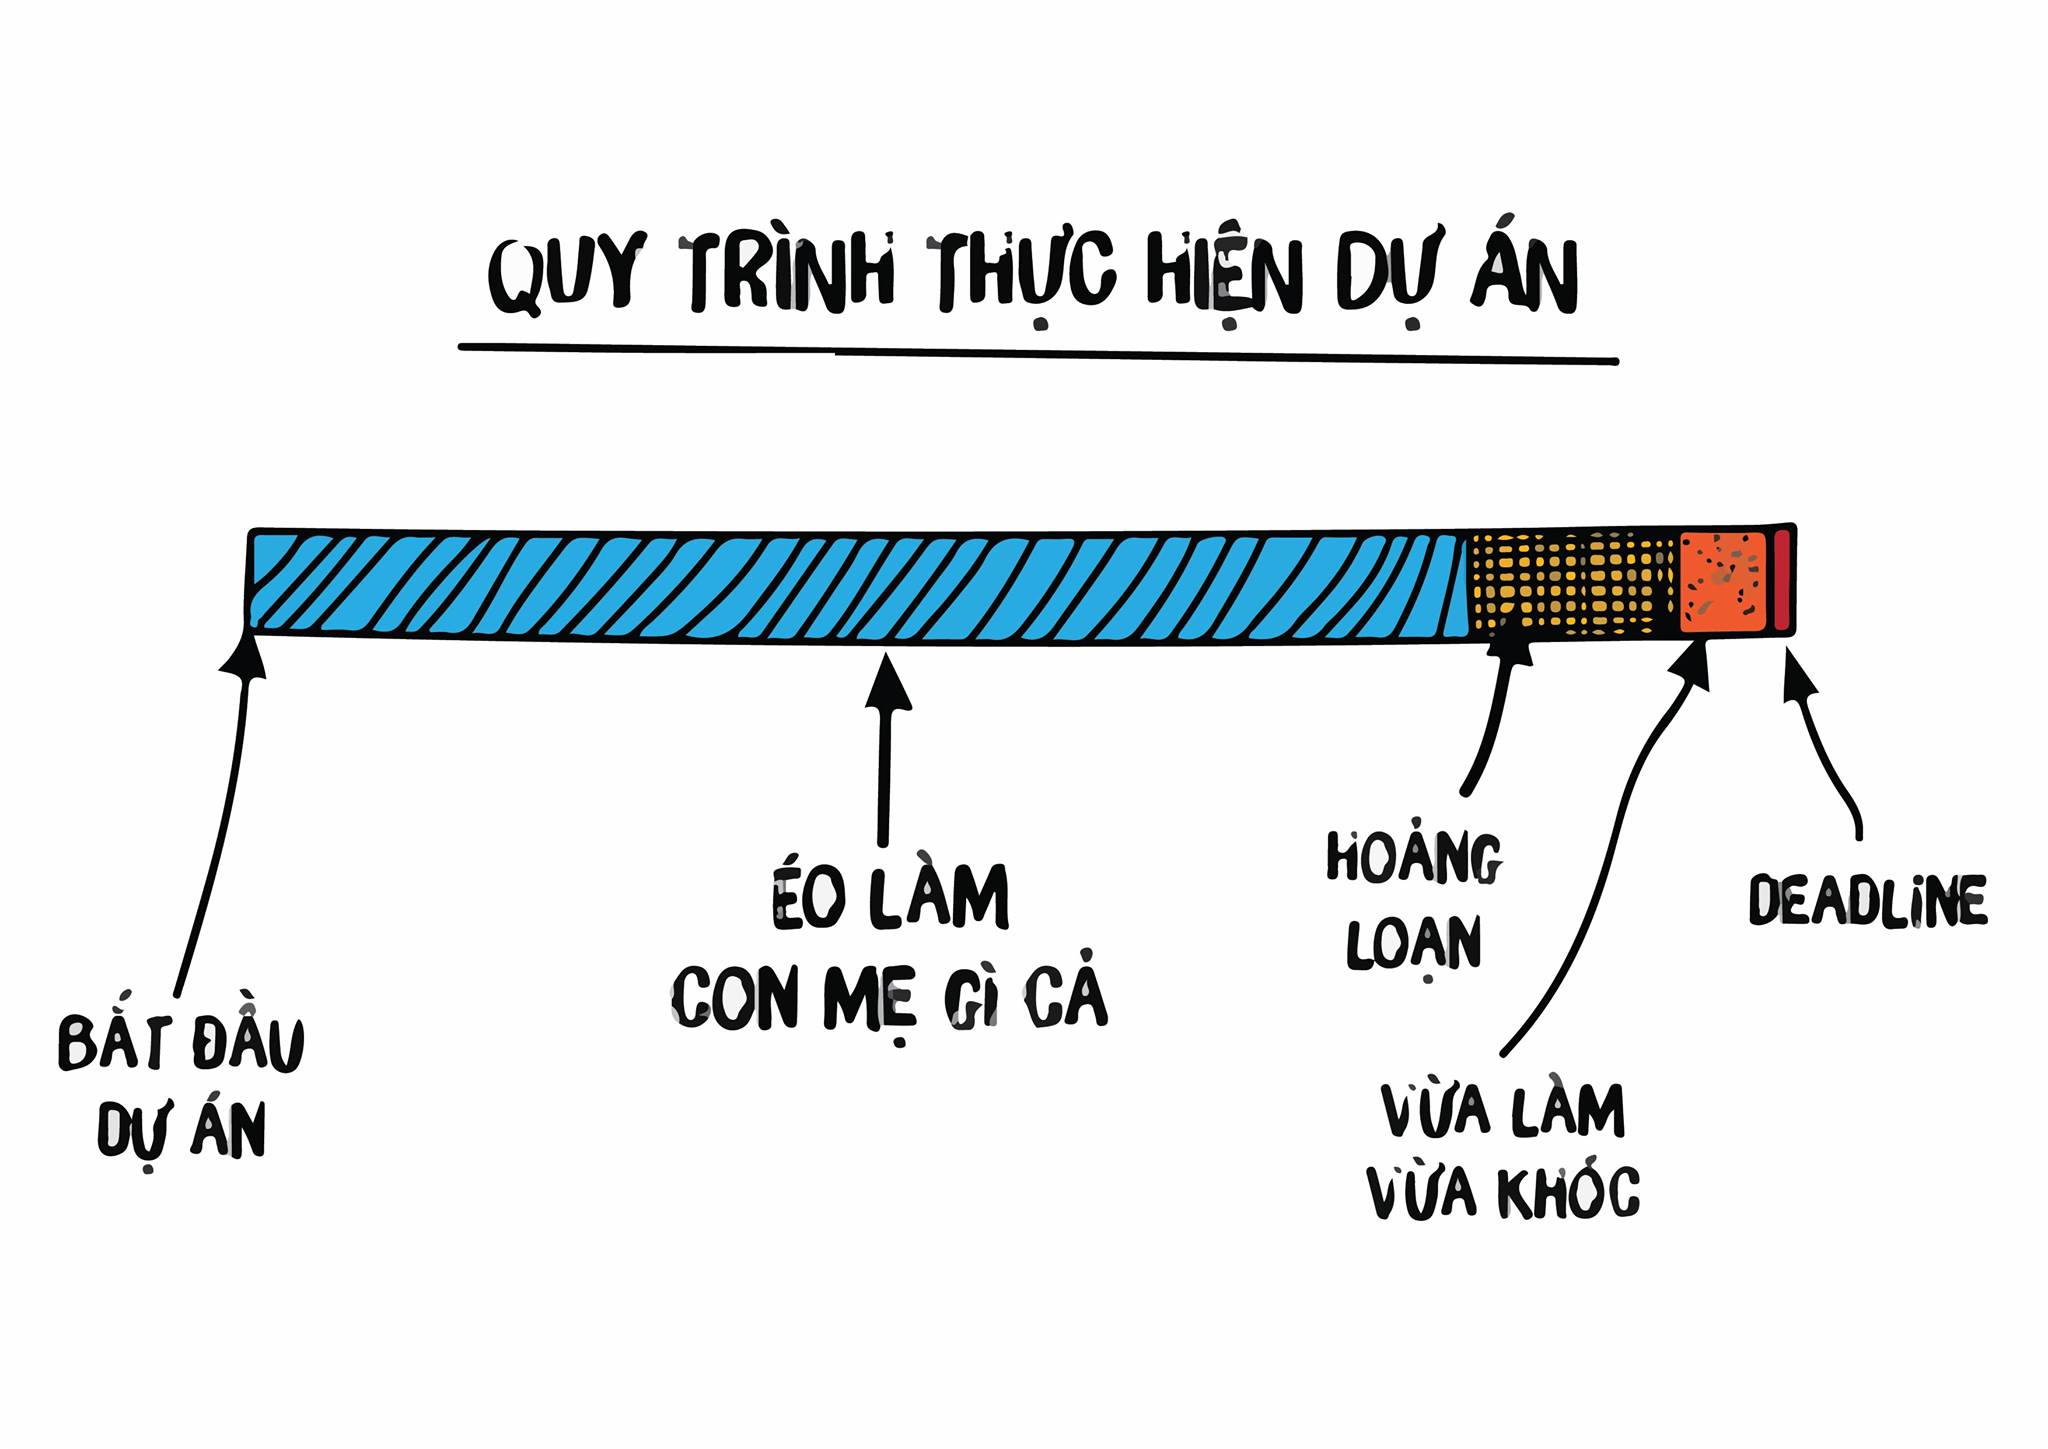 QUY TRÌNH THỰC HIỆN DỰ ÁN
BẮT ĐẦU
DỰ ÁN
ÉO LÀM
CON MẸ GÌ CẢ
HOẢNG
LOẠN
VỪA LÀM
VỪA KHÓC
DEADLINE